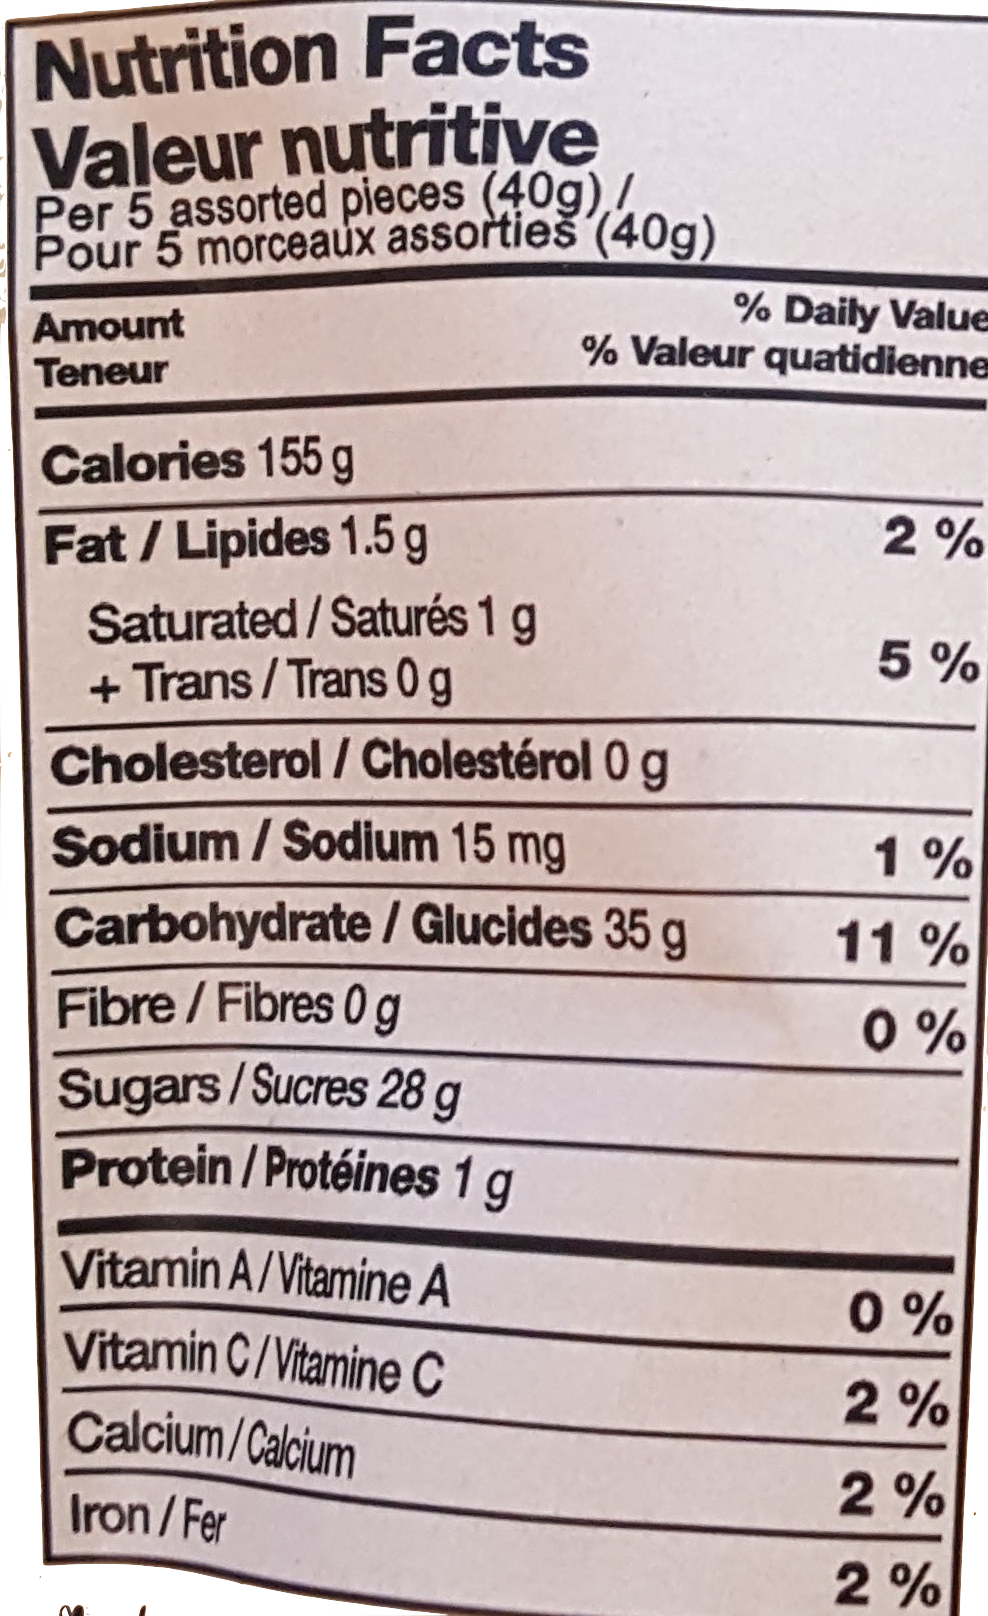 Nutrition Facts
Valeur nutritive
Per 5 assorted pieces (40g) /
Pour 5 morceaux assorties (40g)
Amount % Daily Value
Teneur % Valeur quatidienne
Calories 155 g
Fat / Lipides 1.5 g 2 %
Saturated / Saturés 1 g
+ Trans / Trans 0 g 5 %
Cholesterol / Cholestérol 0 g
Sodium / Sodium 15 mg 1 %
Carbohydrate / Glucides 35 g 11 %
Fibre / Fibres 0 g 0 %
Sugars / Sucres 28 g
Protein / Protéines 1 g
Vitamin A / Vitamine A 0 %
Vitamin C / Vitamine C 2 %
Calcium / Calcium 2 %
Iron / Fer 2 %